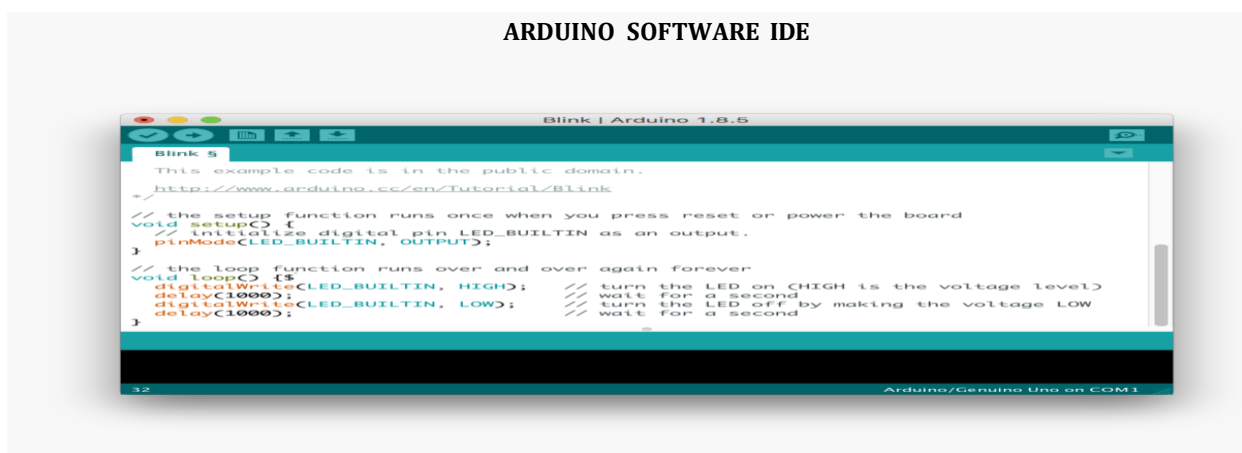 ARDUINO SOFTWARE IDE
Blink | Arduino 1.8.5
Blink §
This example code is in the public domain.
http://www.arduino.cc/en/Tutorial/Blink
*/
// the setup function runs once when you press reset or power the board
void setup() {
// initialize digital pin LED_BUILTIN as an output.
pinMode(LED_BUILTIN, OUTPUT);
}
// the loop function runs over and over again forever
void loop() {$
digitalWrite(LED_BUILTIN, HIGH); // turn the LED on (HIGH is the voltage level)
delay(1000); // wait for a second
digitalWrite(LED_BUILTIN, LOW); // turn the LED off by making the voltage LOW
delay(1000); // wait for a second
}
32 Arduino/Genuino Uno on COM1